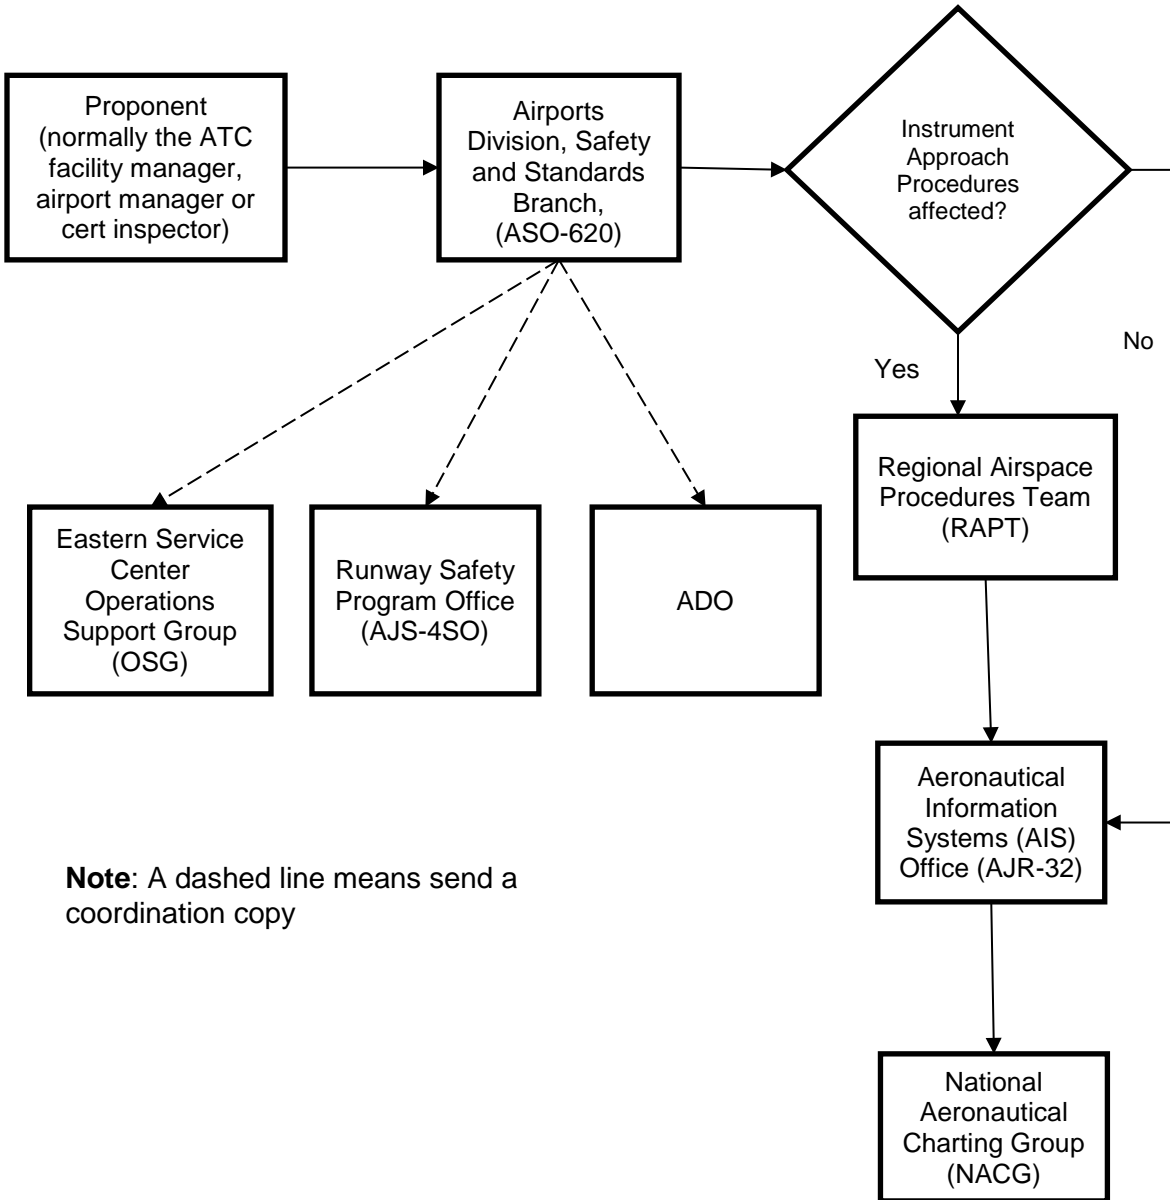 Proponent
(normally the ATC
facility manager,
airport manager or
cert inspector)
Airports
Division, Safety
and Standards
Branch,
(ASO-620)
Instrument
Approach
Procedures
affected?
No
Yes
Regional Airspace
Procedures Team
(RAPT)
Eastern Service
Center
Operations
Support Group
(OSG)
Runway Safety
Program Office
(AJS-4SO)
ADO
Aeronautical
Information
Systems (AIS)
Office (AJR-32)
Note: A dashed line means send a
coordination copy
National
Aeronautical
Charting Group
(NACG)